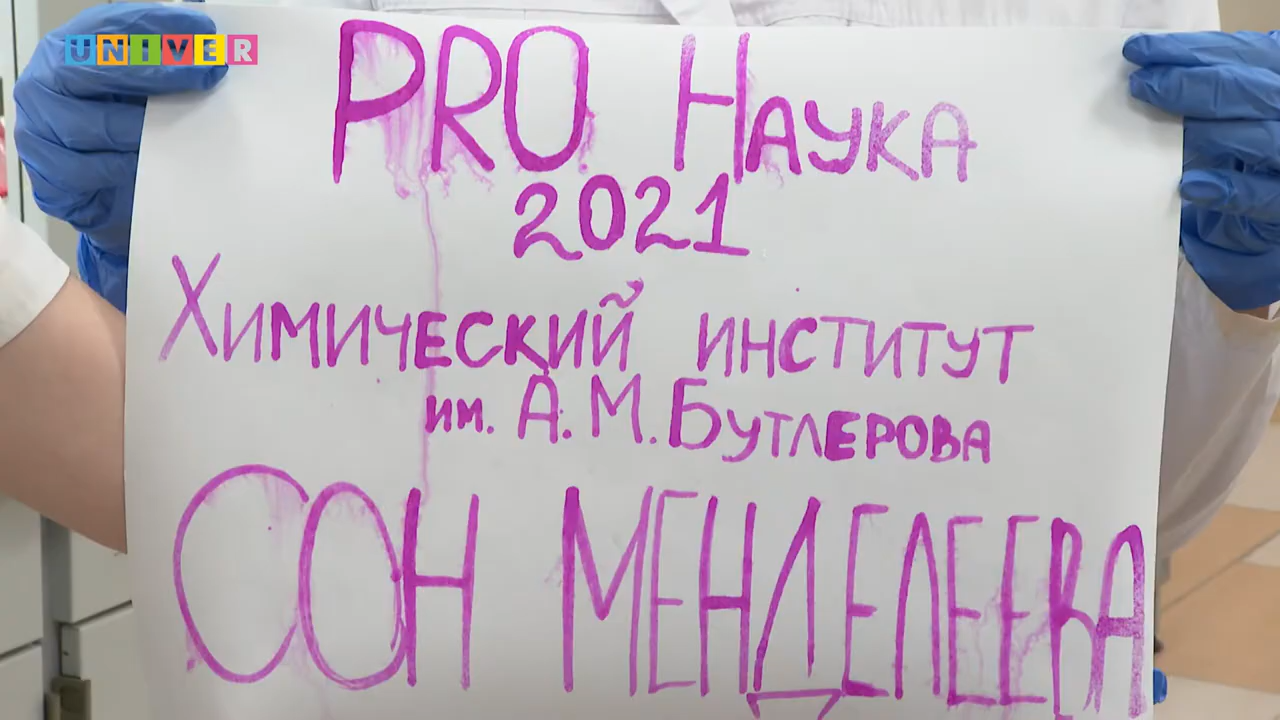 UNIVER
PRO Наука
2021
Химический институт
им. А.М.Бутлерова
СОН МЕНДЕЛЕЕВА